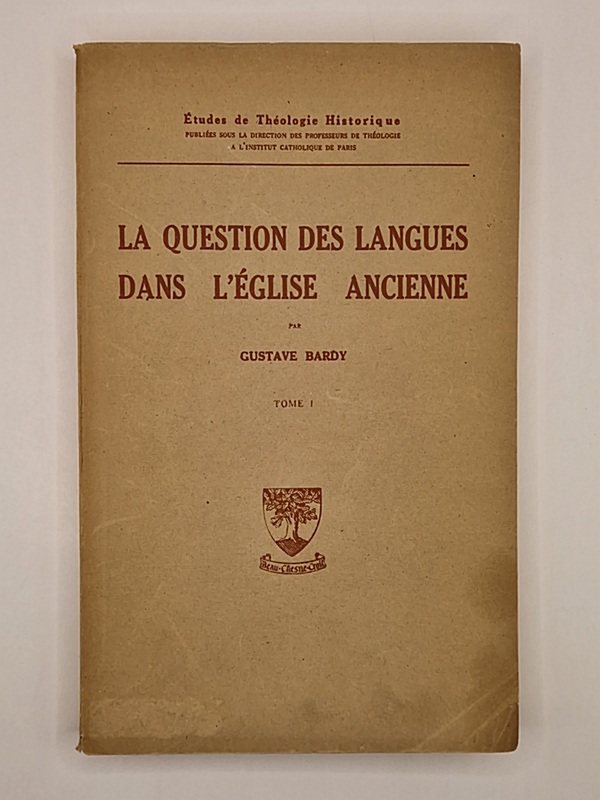 Études de Théologie Historique
PUBLIÉES SOUS LA DIRECTION DES PROFESSEURS DE THÉOLOGIE
A L'INSTITUT CATHOLIQUE DE PARIS
LA QUESTION DES LANGUES
DANS L'ÉGLISE ANCIENNE
PAR
GUSTAVE BARDY
TOME I
Beau-Chesne-Croît